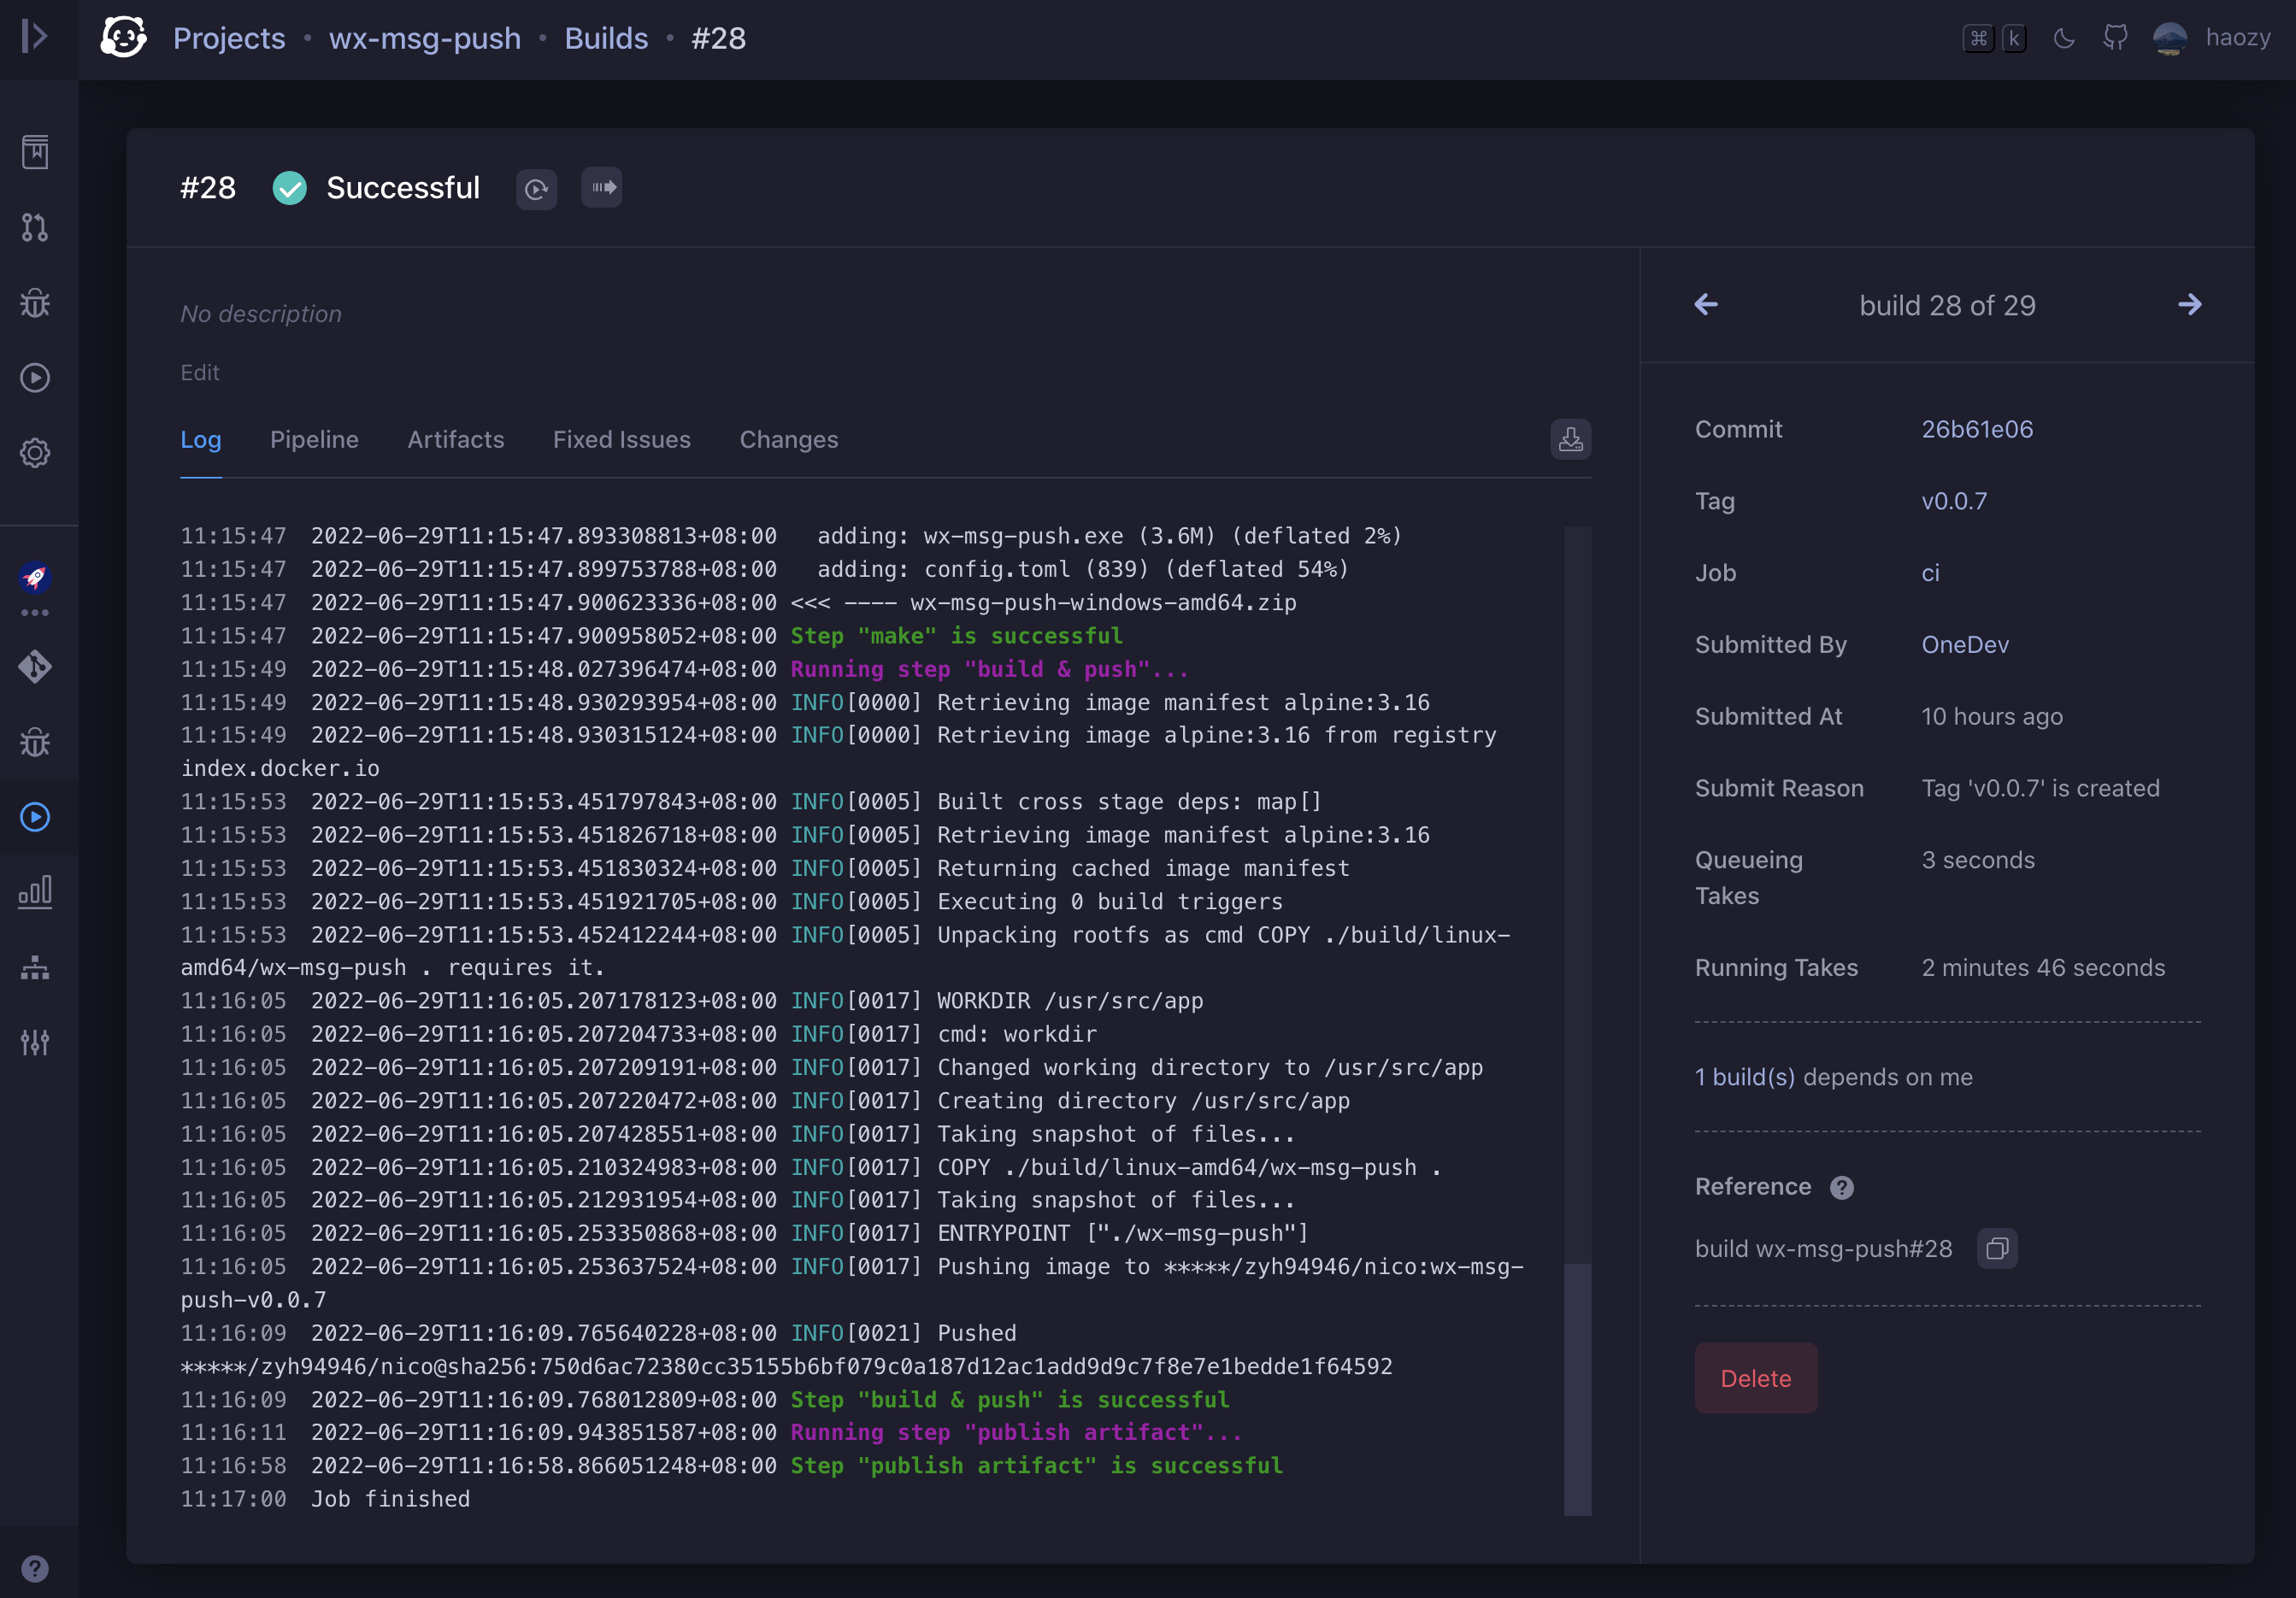 Projects • wx-msg-push • Builds • #28
⌘ k
haozy
#28 Successful
No description
Edit
Log Pipeline Artifacts Fixed Issues Changes
11:15:47 2022-06-29T11:15:47.893308813+08:00   adding: wx-msg-push.exe (3.6M) (deflated 2%)
11:15:47 2022-06-29T11:15:47.899753788+08:00   adding: config.toml (839) (deflated 54%)
11:15:47 2022-06-29T11:15:47.900623336+08:00 <<< ---- wx-msg-push-windows-amd64.zip
11:15:47 2022-06-29T11:15:47.900958052+08:00 Step "make" is successful
11:15:49 2022-06-29T11:15:48.027396474+08:00 Running step "build & push"...
11:15:49 2022-06-29T11:15:48.930293954+08:00 INFO[0000] Retrieving image manifest alpine:3.16
11:15:49 2022-06-29T11:15:48.930315124+08:00 INFO[0000] Retrieving image alpine:3.16 from registry
index.docker.io
11:15:53 2022-06-29T11:15:53.451797843+08:00 INFO[0005] Built cross stage deps: map[]
11:15:53 2022-06-29T11:15:53.451826718+08:00 INFO[0005] Retrieving image manifest alpine:3.16
11:15:53 2022-06-29T11:15:53.451830324+08:00 INFO[0005] Returning cached image manifest
11:15:53 2022-06-29T11:15:53.451921705+08:00 INFO[0005] Executing 0 build triggers
11:15:53 2022-06-29T11:15:53.452412244+08:00 INFO[0005] Unpacking rootfs as cmd COPY ./build/linux-
amd64/wx-msg-push . requires it.
11:16:05 2022-06-29T11:16:05.207178123+08:00 INFO[0017] WORKDIR /usr/src/app
11:16:05 2022-06-29T11:16:05.207204733+08:00 INFO[0017] cmd: workdir
11:16:05 2022-06-29T11:16:05.207209191+08:00 INFO[0017] Changed working directory to /usr/src/app
11:16:05 2022-06-29T11:16:05.207220472+08:00 INFO[0017] Creating directory /usr/src/app
11:16:05 2022-06-29T11:16:05.207428551+08:00 INFO[0017] Taking snapshot of files...
11:16:05 2022-06-29T11:16:05.210324983+08:00 INFO[0017] COPY ./build/linux-amd64/wx-msg-push .
11:16:05 2022-06-29T11:16:05.212931954+08:00 INFO[0017] Taking snapshot of files...
11:16:05 2022-06-29T11:16:05.253350868+08:00 INFO[0017] ENTRYPOINT ["./wx-msg-push"]
11:16:05 2022-06-29T11:16:05.253637524+08:00 INFO[0017] Pushing image to *****/zyh94946/nico:wx-msg-
push-v0.0.7
11:16:09 2022-06-29T11:16:09.765640228+08:00 INFO[0021] Pushed
*****/zyh94946/nico@sha256:750d6ac72380cc35155b6bf079c0a187d12ac1add9d9c7f8e7e1bedde1f64592
11:16:09 2022-06-29T11:16:09.768012809+08:00 Step "build & push" is successful
11:16:11 2022-06-29T11:16:09.943851587+08:00 Running step "publish artifact"...
11:16:58 2022-06-29T11:16:58.866051248+08:00 Step "publish artifact" is successful
11:17:00 Job finished
build 28 of 29
Commit 26b61e06
Tag v0.0.7
Job ci
Submitted By OneDev
Submitted At 10 hours ago
Submit Reason Tag 'v0.0.7' is created
Queueing Takes 3 seconds
Running Takes 2 minutes 46 seconds
1 build(s) depends on me
Reference
build wx-msg-push#28
Delete